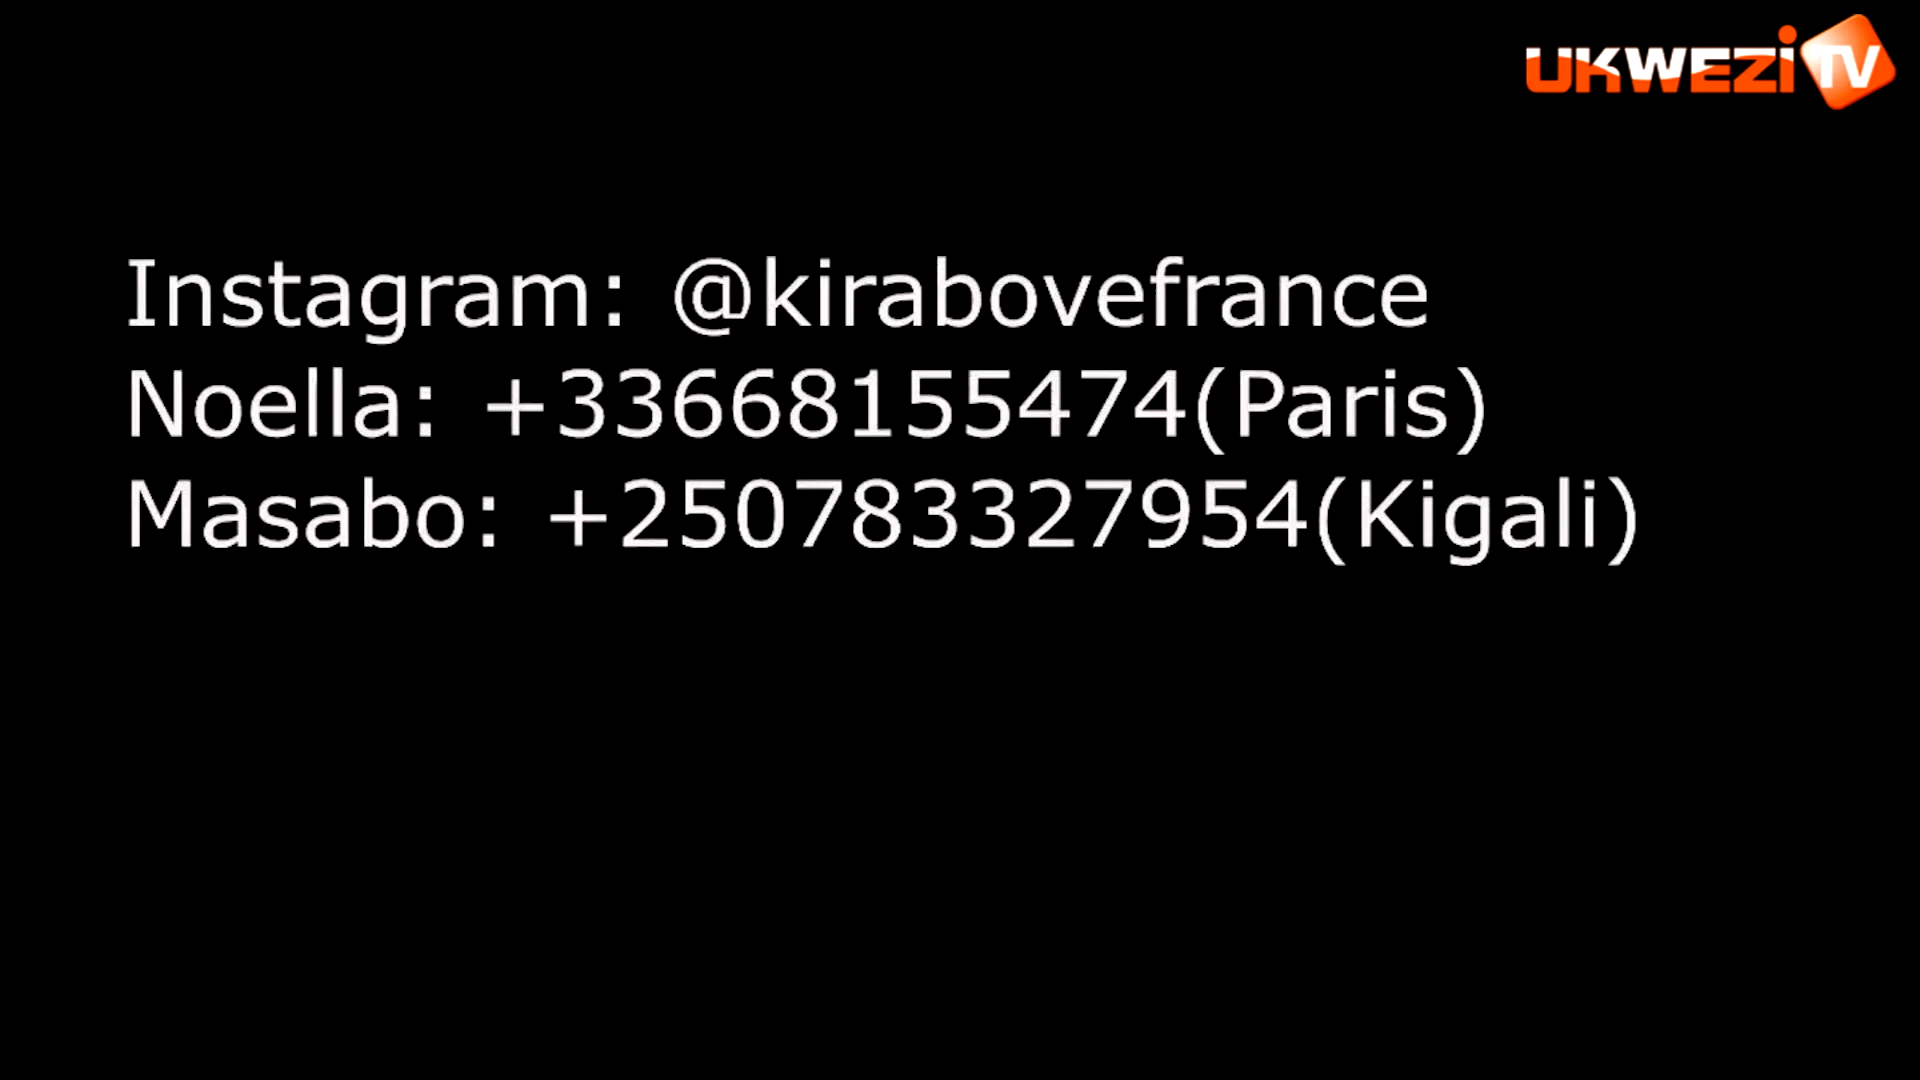 UKWEZI TV
Instagram: @kirabovefrance
Noella: +33668155474(Paris)
Masabo: +250783327954(Kigali)